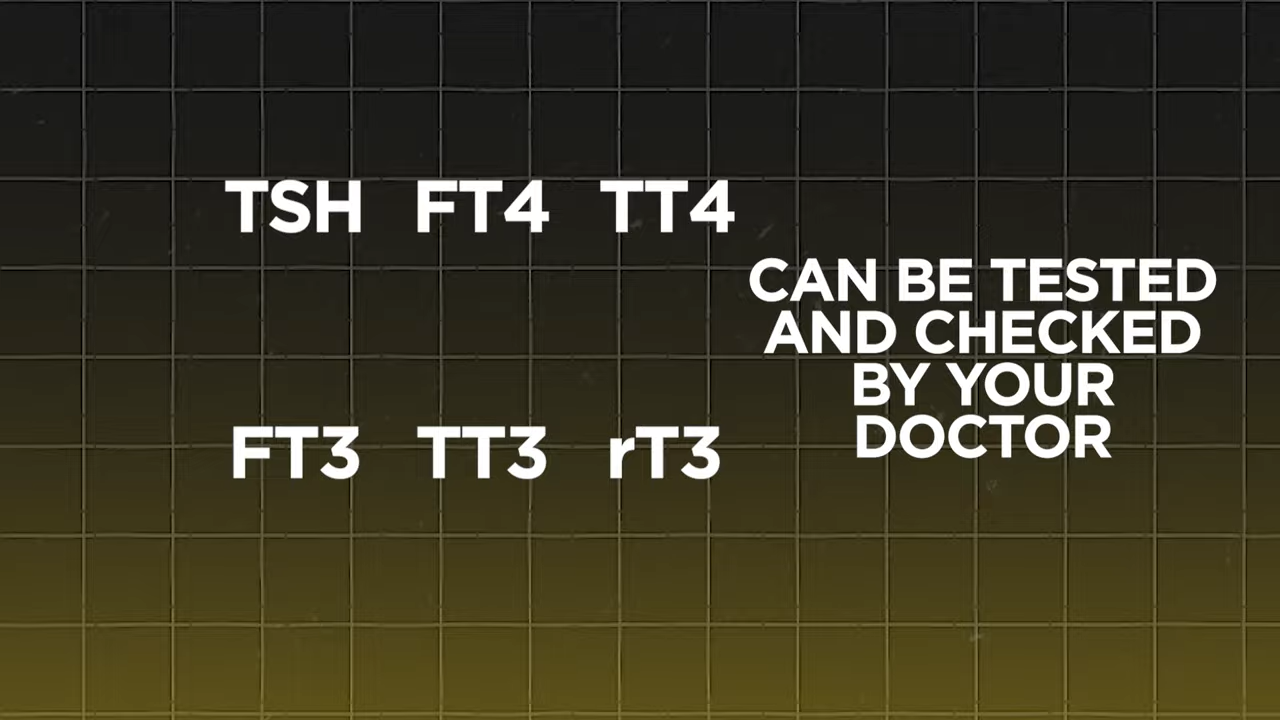 TSH FT4 TT4
FT3 TT3 rT3
CAN BE TESTED
AND CHECKED
BY YOUR
DOCTOR